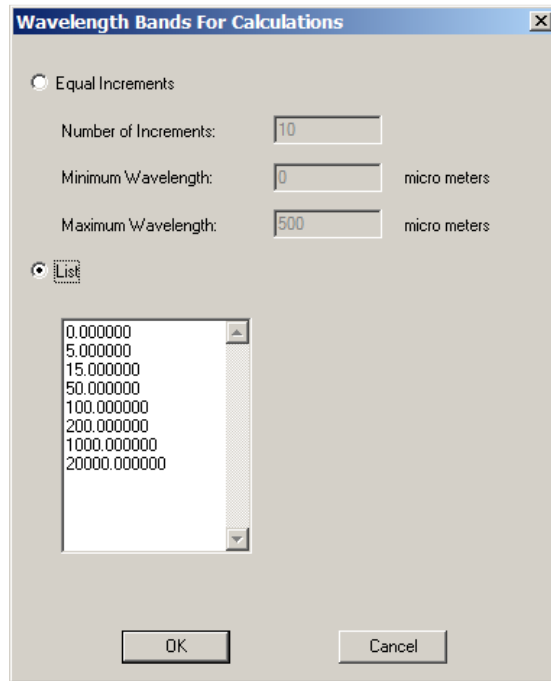 Wavelength Bands For Calculations
Equal Increments
Number of Increments: 10
Minimum Wavelength: 0 micro meters
Maximum Wavelength: 500 micro meters
List
0.000000
5.000000
15.000000
50.000000
100.000000
200.000000
1000.000000
20000.000000
OK Cancel